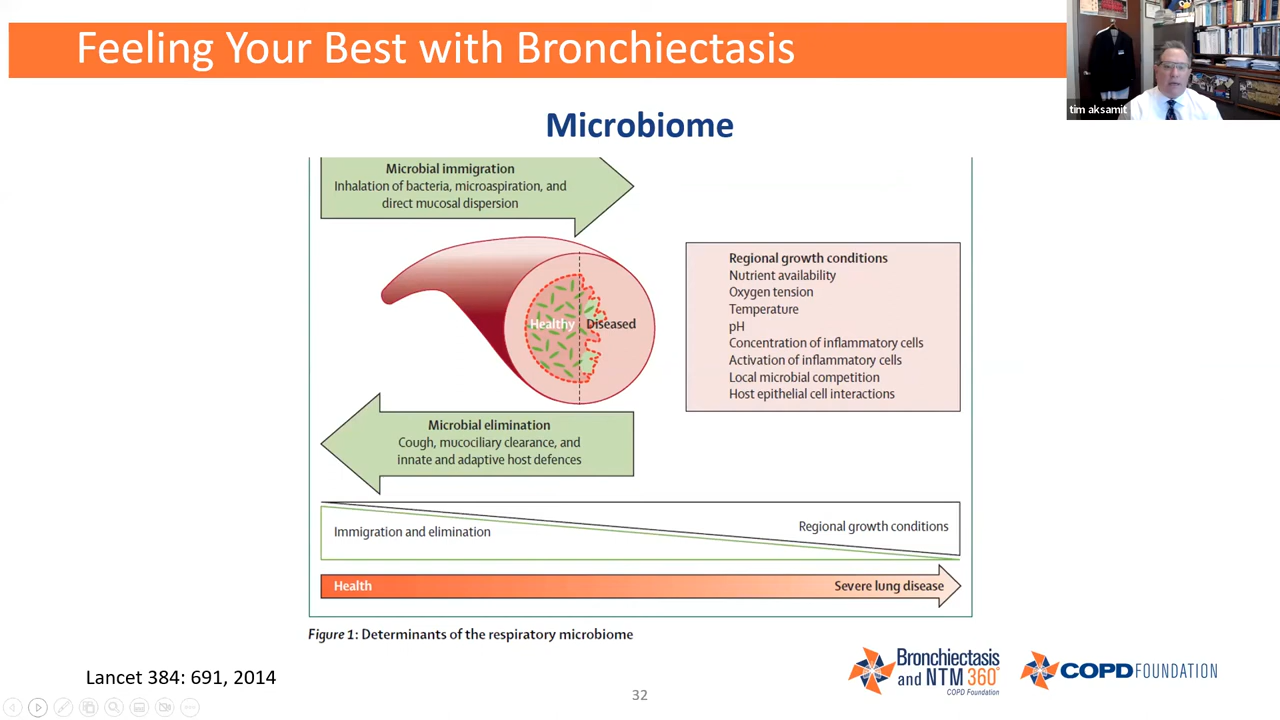 Feeling Your Best with Bronchiectasis
tim aksamit
Microbiome
Microbial immigration
Inhalation of bacteria, microaspiration, and
direct mucosal dispersion
Healthy
Diseased
Regional growth conditions
Nutrient availability
Oxygen tension
Temperature
pH
Concentration of inflammatory cells
Activation of inflammatory cells
Local microbial competition
Host epithelial cell interactions
Microbial elimination
Cough, mucociliary clearance, and
innate and adaptive host defences
Immigration and elimination
Regional growth conditions
Health
Severe lung disease
Figure 1: Determinants of the respiratory microbiome
Lancet 384: 691, 2014
32
Bronchiectasis
and NTM 360°
COPD Foundation
COPD FOUNDATION